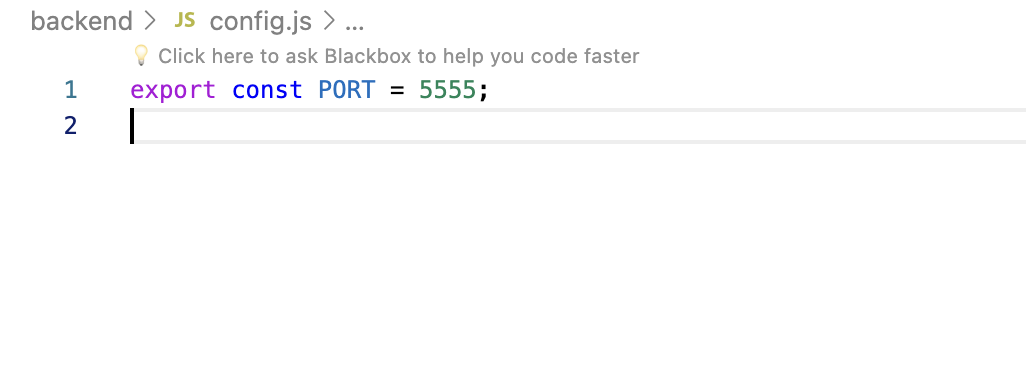 backend > JS config.js > ...
Click here to ask Blackbox to help you code faster
1 export const PORT = 5555;
2